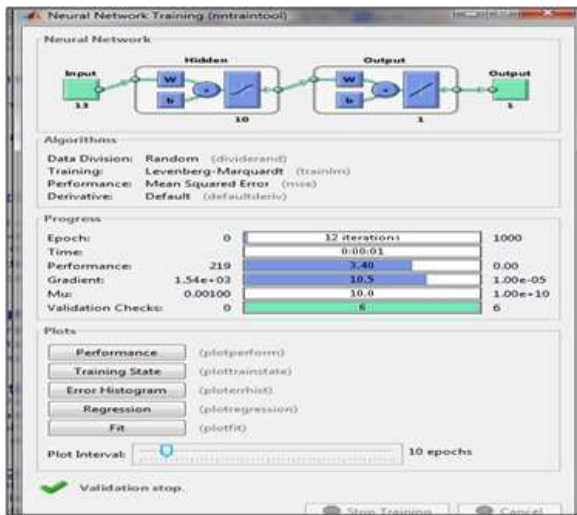 Neural Network Training (nntraintool)
Neural Network
Hidden Output
Input Output
W W
b b
13 10 1 1
Algorithms
Data Division: Random (dividerand)
Training: Levenberg-Marquardt (trainlm)
Performance: Mean Squared Error (mse)
Derivative: Default (defaultderiv)
Progress
Epoch: 0 12 iterations 1000
Time: 0:00:01
Performance: 219 3.40 0.00
Gradient: 1.54e+03 10.5 1.00e-05
Mu: 0.00100 10.0 1.00e+10
Validation Checks: 0 6 6
Plots
Performance (plotperform)
Training State (plottrainstate)
Error Histogram (ploterrhist)
Regression (plotregression)
Fit (plotfit)
Plot Interval: 10 epochs
Validation stop.
Stop Training Cancel